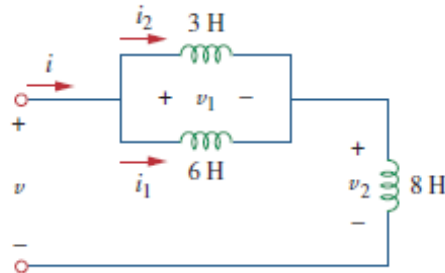 i₂ 3 H
i
+ v₁ −
+
i₁ 6 H
+
v v₂ 8 H
−
−